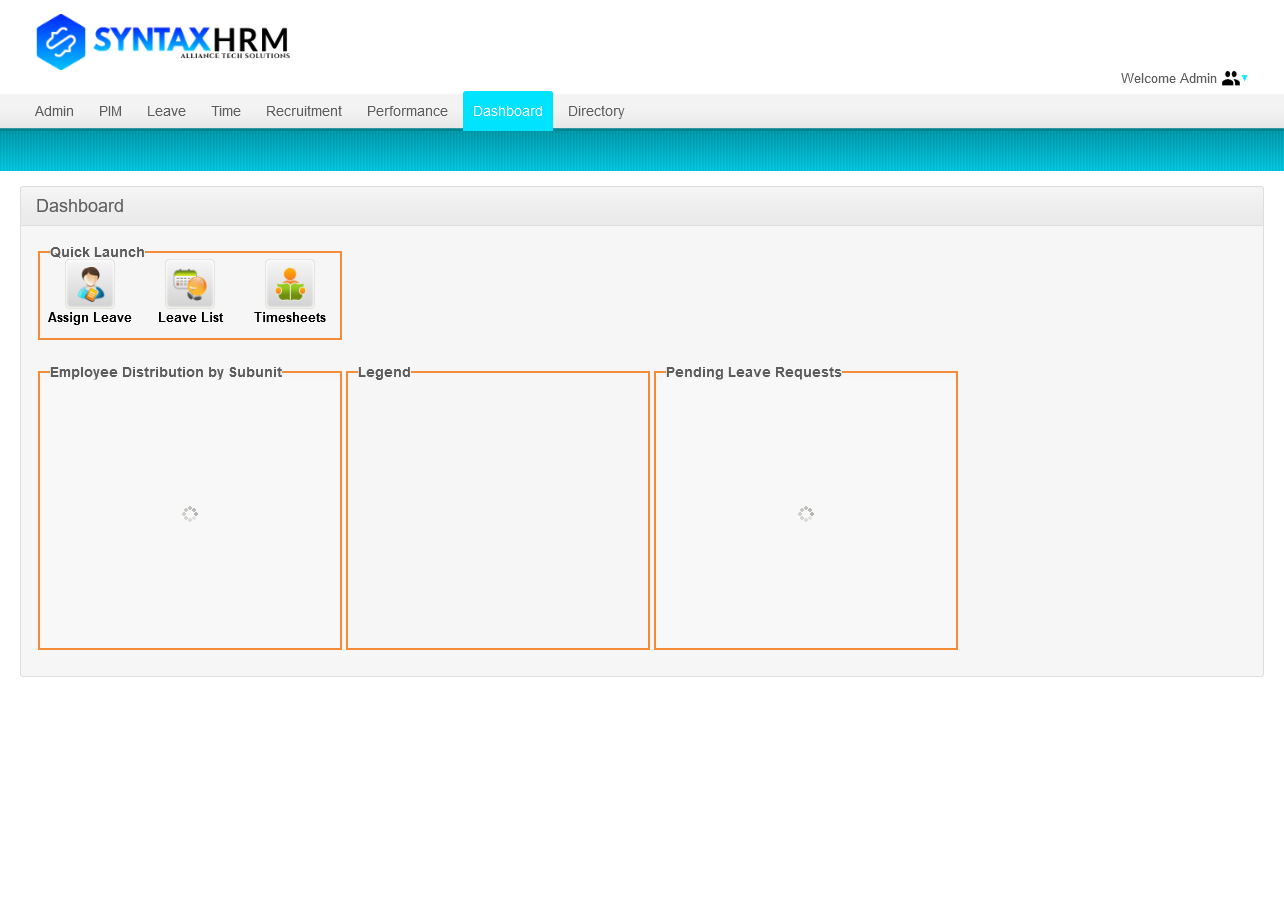 SYNTAXHRM
ALLIANCE TECH SOLUTIONS
Welcome Admin
Admin PIM Leave Time Recruitment Performance Dashboard Directory
Dashboard
Quick Launch
Assign Leave Leave List Timesheets
Employee Distribution by Subunit Legend Pending Leave Requests